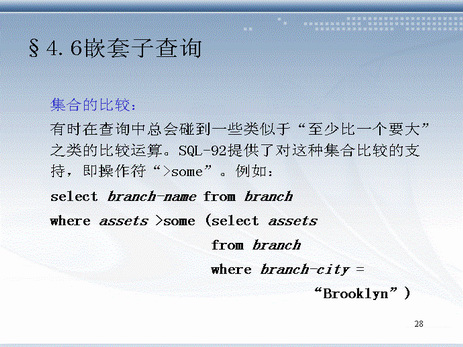 §4.6嵌套子查询
集合的比较：
有时在查询中总会碰到一些类似于“至少比一个要大”
之类的比较运算。SQL-92提供了对这种集合比较的支
持，即操作符“>some”。例如：
select branch-name from branch
where assets >some (select assets
from branch
where branch-city =
“Brooklyn”)
28